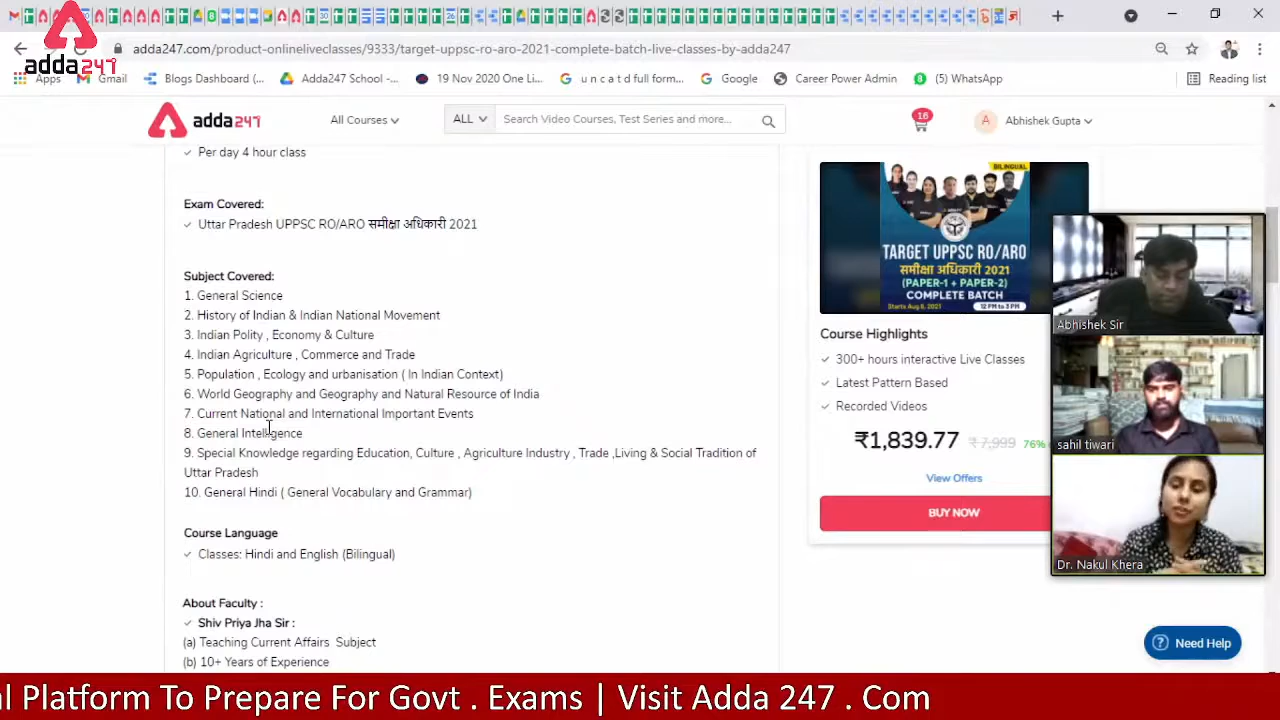 adda247
adda247.com/product-onlineliveclasses/9333/target-uppsc-ro-aro-2021-complete-batch-live-classes-by-adda247
Apps
Gmail
Blogs Dashboard (...
Adda247 School -...
19 Nov 2020 One Li...
u n c a t d full form...
Google
Career Power Admin
(5) WhatsApp
Reading list
adda247
All Courses
ALL
Search Video Courses, Test Series and more...
16
A
Abhishek Gupta
Per day 4 hour class
Exam Covered:
Uttar Pradesh UPPSC RO/ARO समीक्षा अधिकारी 2021
Subject Covered:
1. General Science
2. History of Indian & Indian National Movement
3. Indian Polity , Economy & Culture
4. Indian Agriculture , Commerce and Trade
5. Population , Ecology and urbanisation ( In Indian Context)
6. World Geography and Geography and Natural Resource of India
7. Current National and International Important Events
8. General Intelligence
9. Special Knowledge regarding Education, Culture , Agriculture Industry , Trade ,Living & Social Tradition of
Uttar Pradesh
10. General Hindi ( General Vocabulary and Grammar)
Course Language
Classes: Hindi and English (Bilingual)
About Faculty :
Shiv Priya Jha Sir :
(a) Teaching Current Affairs Subject
(b) 10+ Years of Experience
BILINGUAL
TARGET UPPSC RO/ARO
समीक्षा अधिकारी 2021
(PAPER-1 + PAPER-2)
COMPLETE BATCH
Starts Aug 6, 2021
12 PM to 3 PM
Course Highlights
300+ hours interactive Live Classes
Latest Pattern Based
Recorded Videos
₹1,839.77 ₹7,999 76%
View Offers
BUY NOW
Abhishek Sir
sahil tiwari
Dr. Nakul Khera
Need Help
l Platform To Prepare For Govt . Exams | Visit Adda 247 . Com